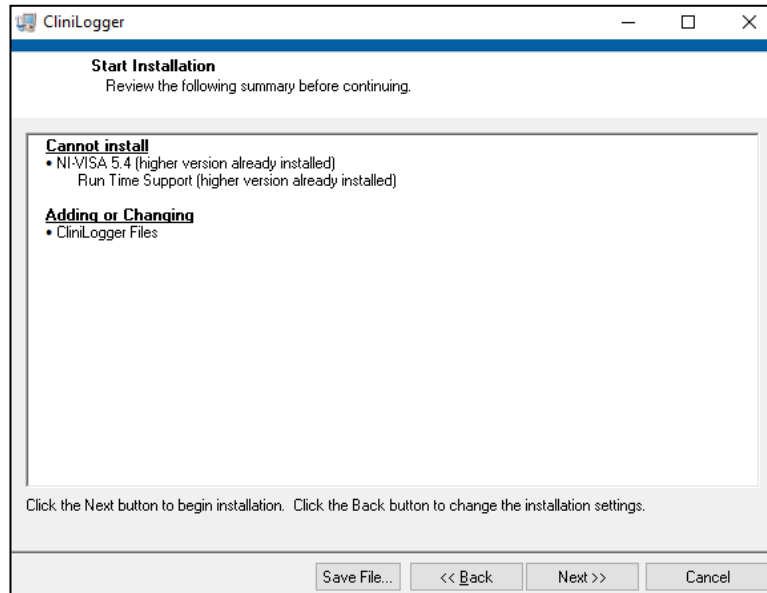 CliniLogger
Start Installation
Review the following summary before continuing.
Cannot install
• NI-VISA 5.4 (higher version already installed)
Run Time Support (higher version already installed)
Adding or Changing
• CliniLogger Files
Click the Next button to begin installation.  Click the Back button to change the installation settings.
Save File... << Back Next >> Cancel